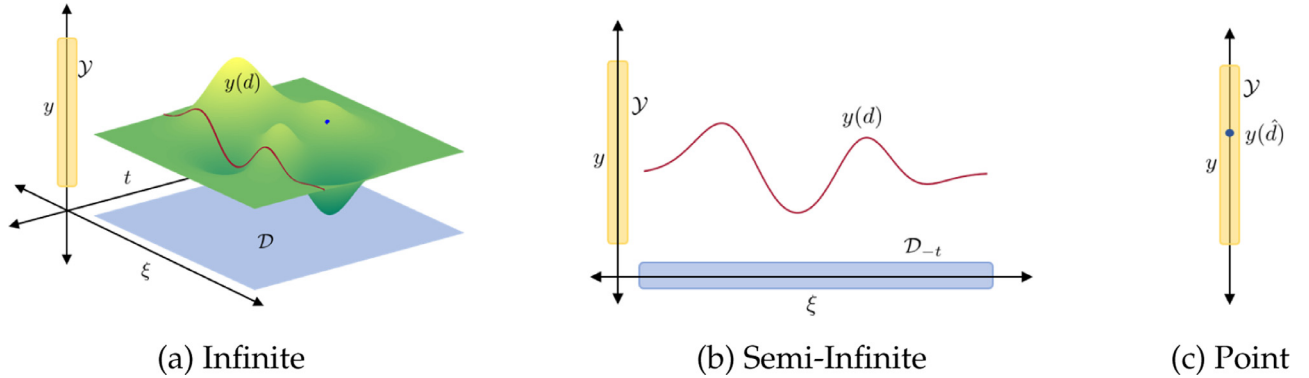 𝒴
y
y(d)
t
𝒟
ξ
(a) Infinite
𝒴
y
y(d)
𝒟₋ₜ
ξ
(b) Semi-Infinite
𝒴
y(d̂)
y
(c) Point